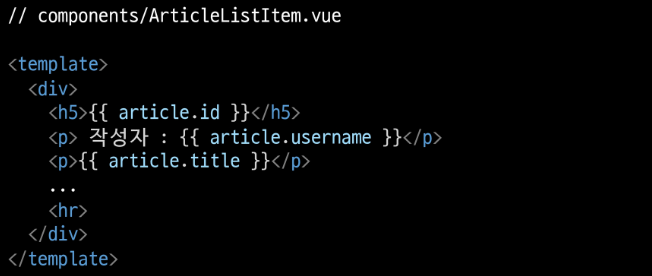 // components/ArticleListItem.vue
<template>
<div>
<h5>{{ article.id }}</h5>
<p> 작성자 : {{ article.username }}</p>
<p>{{ article.title }}</p>
...
<hr>
</div>
</template>